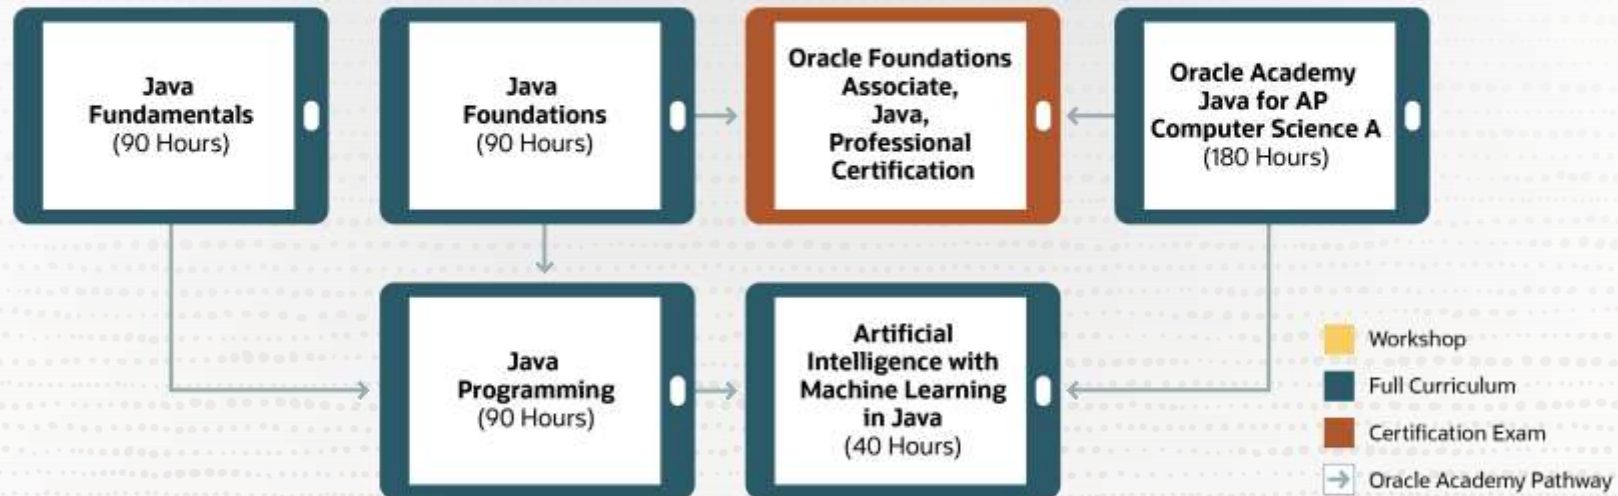 Java
Fundamentals
(90 Hours)
Java
Foundations
(90 Hours)
Oracle Foundations
Associate,
Java,
Professional
Certification
Oracle Academy
Java for AP
Computer Science A
(180 Hours)
Java
Programming
(90 Hours)
Artificial
Intelligence with
Machine Learning
in Java
(40 Hours)
Workshop
Full Curriculum
Certification Exam
Oracle Academy Pathway